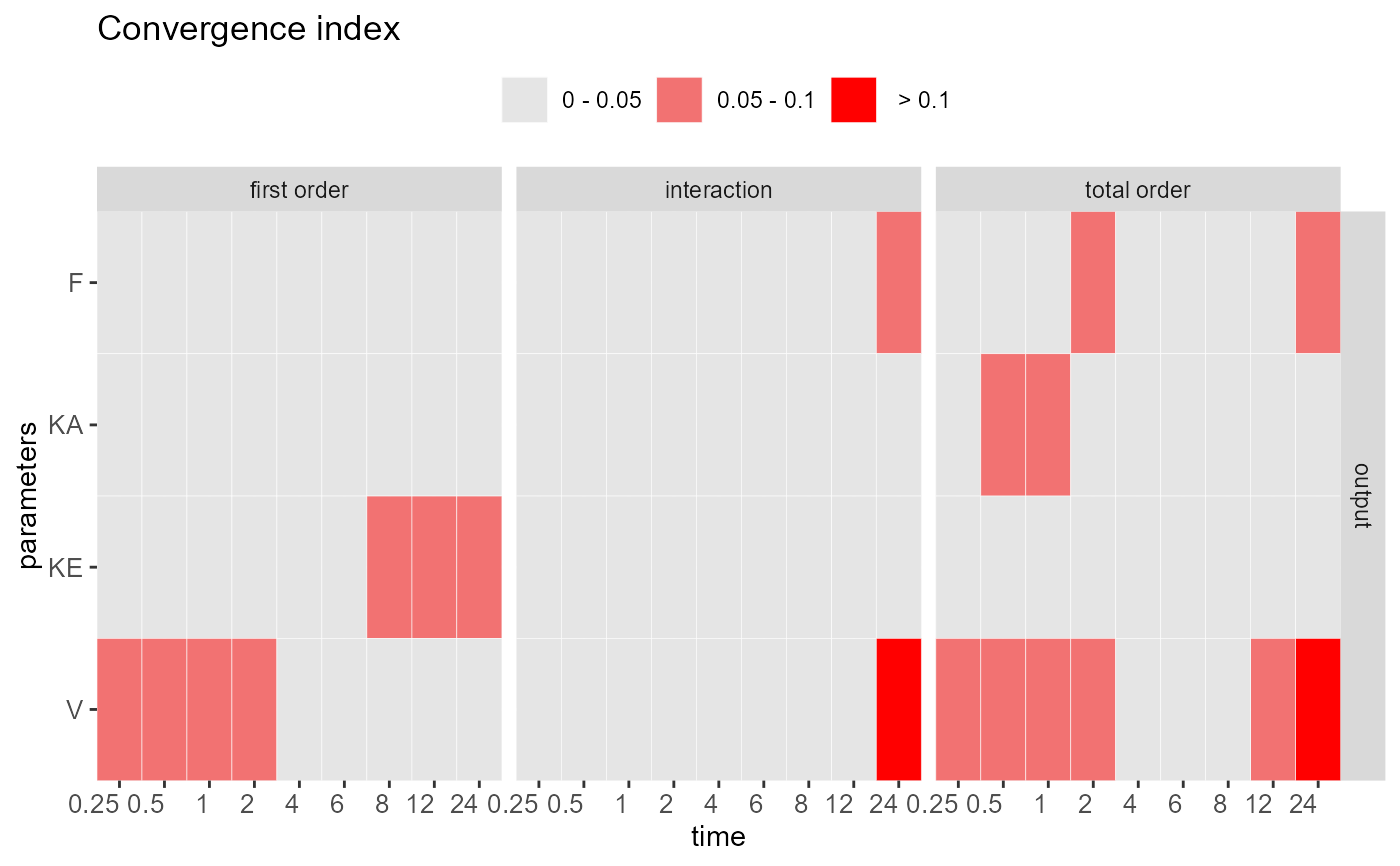 Convergence index
0 - 0.05 0.05 - 0.1 > 0.1
first order interaction total order
F
KA
KE
V
parameters
output
0.25 0.5 1 2 4 6 8 12 24 0.25 0.5 1 2 4 6 8 12 24 0.25 0.5 1 2 4 6 8 12 24
time